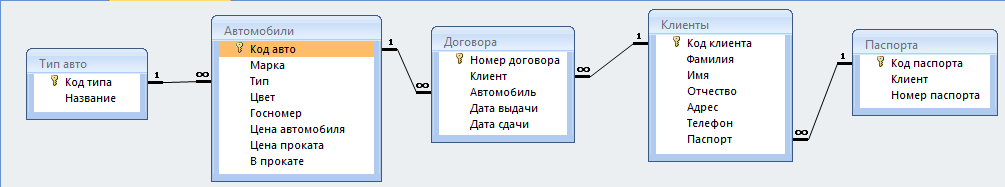 Тип авто
Код типа
Название
1
∞
Автомобили
Код авто
Марка
Тип
Цвет
Госномер
Цена автомобиля
Цена проката
В прокате
1
∞
Договора
Номер договора
Клиент
Автомобиль
Дата выдачи
Дата сдачи
∞
1
Клиенты
Код клиента
Фамилия
Имя
Отчество
Адрес
Телефон
Паспорт
∞
1
Паспорта
Код паспорта
Клиент
Номер паспорта